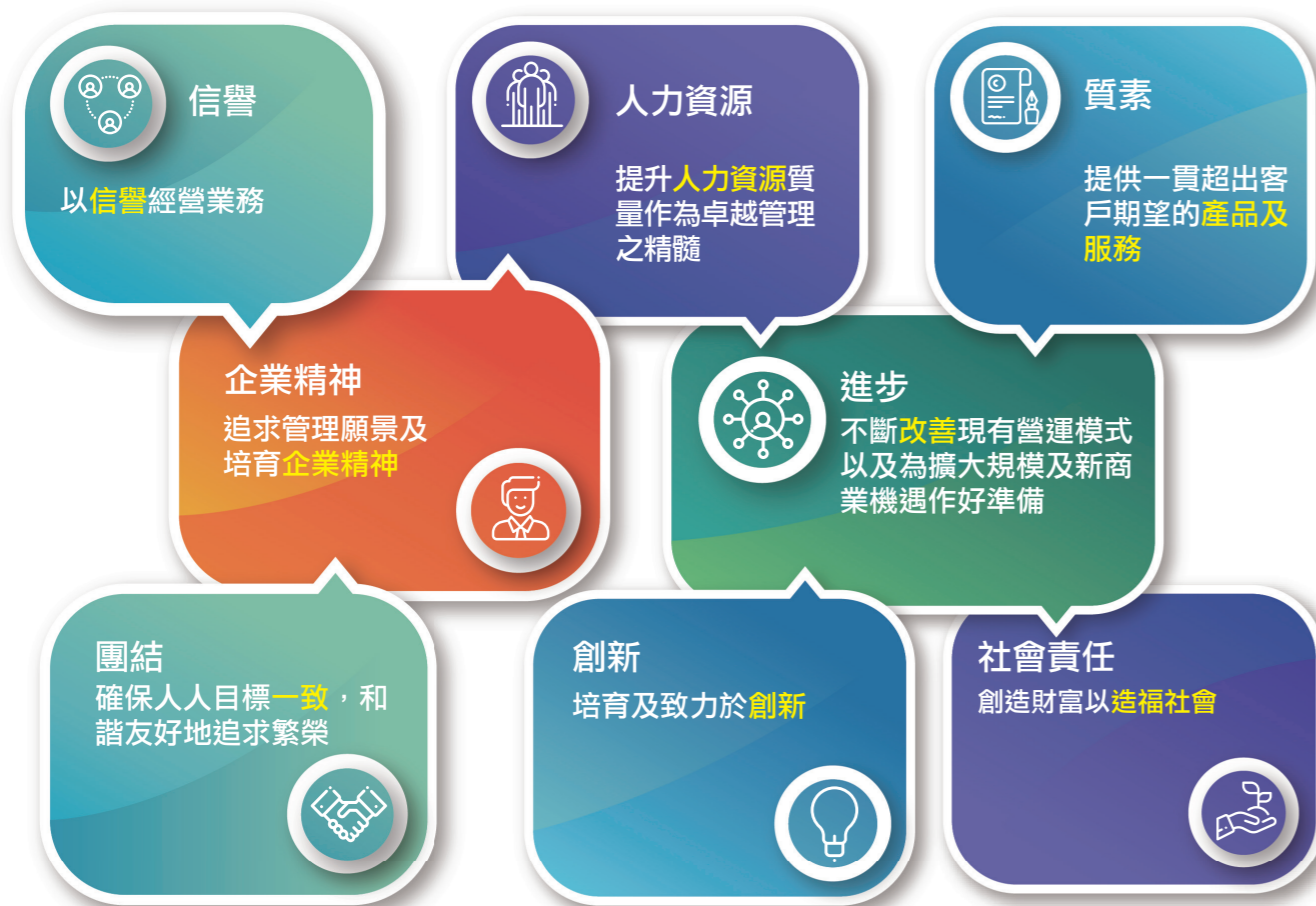 信譽
以信譽經營業務
人力資源
提升人力資源質
量作為卓越管理
之精髓
質素
提供一貫超出客
戶期望的產品及
服務
企業精神
追求管理願景及
培育企業精神
進步
不斷改善現有營運模式
以及為擴大規模及新商
業機遇作好準備
團結
確保人人目標一致，和
諧友好地追求繁榮
創新
培育及致力於創新
社會責任
創造財富以造福社會